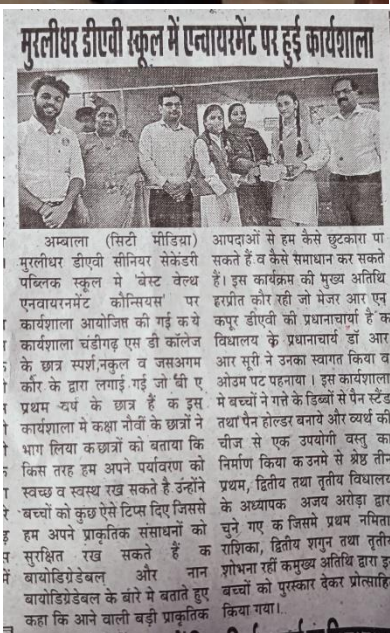 मुरलीधर डीएवी स्कूल में एन्वायरमेंट पर हुई कार्यशाला
अम्बाला (सिटी मीडिया)
मुरलीधर डीएवी सीनियर सेकेंडरी
पब्लिक स्कूल मे 'बेस्ट वेल्थ
एनवायरनमेंट कौन्सियस' पर
कार्यशाला आयोजित की गई क ये
कार्यशाला चंडीगढ़ एस डी कॉलेज
के छात्र स्पर्श,नकुल व जसअगम
कौर के द्वारा लगाई गई जो बी ए
प्रथम वर्ष के छात्र हैं क इस
कार्यशाला मे कक्षा नौवीं के छात्रों ने
भाग लिया क छात्रों को बताया कि
किस तरह हम अपने पर्यावरण को
स्वच्छ व स्वस्थ रख सकते है उन्होंने
बच्चों को कुछ ऐसे टिप्स दिए जिससे
हम अपने प्राकृतिक संसाधनों को
सुरक्षित रख सकते हैं क
बायोडिग्रेडेबल और नान
बायोडिग्रेडेबल के बारे मे बताते हुए
कहा कि आने वाली बड़ी प्राकृतिक
आपदाओं से हम कैसे छुटकारा पा
सकते हैं व कैसे समाधान कर सकते
हैं। इस कार्यक्रम की मुख्य अतिथि
हरप्रीत कौर रही जो मेजर आर एन
कपूर डीएवी की प्रधानाचार्या है क
विद्यालय के प्रधानाचार्य डॉ आर
आर सूरी ने उनका स्वागत किया व
ओउम पट पहनाया । इस कार्यशाला
मे बच्चों ने गत्ते के डिब्बों से पैन स्टैंड
तथा पैन होल्डर बनाये और व्यर्थ की
चीज से एक उपयोगी वस्तु का
निर्माण किया क उनमे से श्रेष्ठ तीन
प्रथम, द्वितीय तथा तृतीय विद्यालय
के अध्यापक अजय अरोड़ा द्वा
चुने गए क जिसमे प्रथम नमिता
राशिका, द्वितीय शगुन तथा तृतीय
शोभना रहीं क मुख्य अतिथि द्वारा इन
बच्चों को पुरस्कार देकर प्रोत्साहि
किया गया।